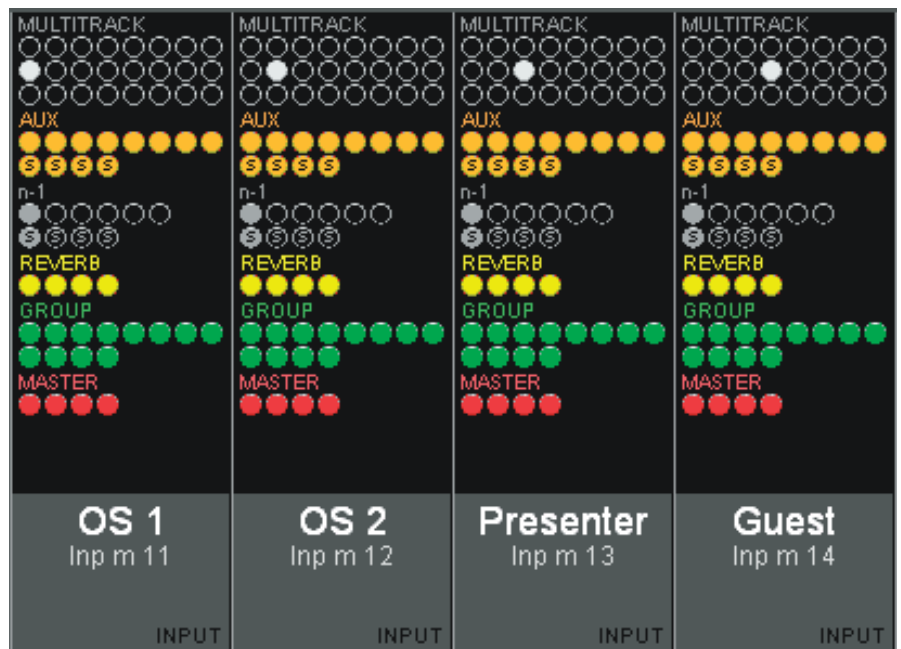 MULTITRACK MULTITRACK MULTITRACK MULTITRACK
AUX AUX AUX AUX
S S S S S S S S S S S S S S S S
n-1 n-1 n-1 n-1
S S S S S S S S S S S S S S S S
REVERB REVERB REVERB REVERB
GROUP GROUP GROUP GROUP
MASTER MASTER MASTER MASTER
OS 1 OS 2 Presenter Guest
Inp m 11 Inp m 12 Inp m 13 Inp m 14
INPUT INPUT INPUT INPUT